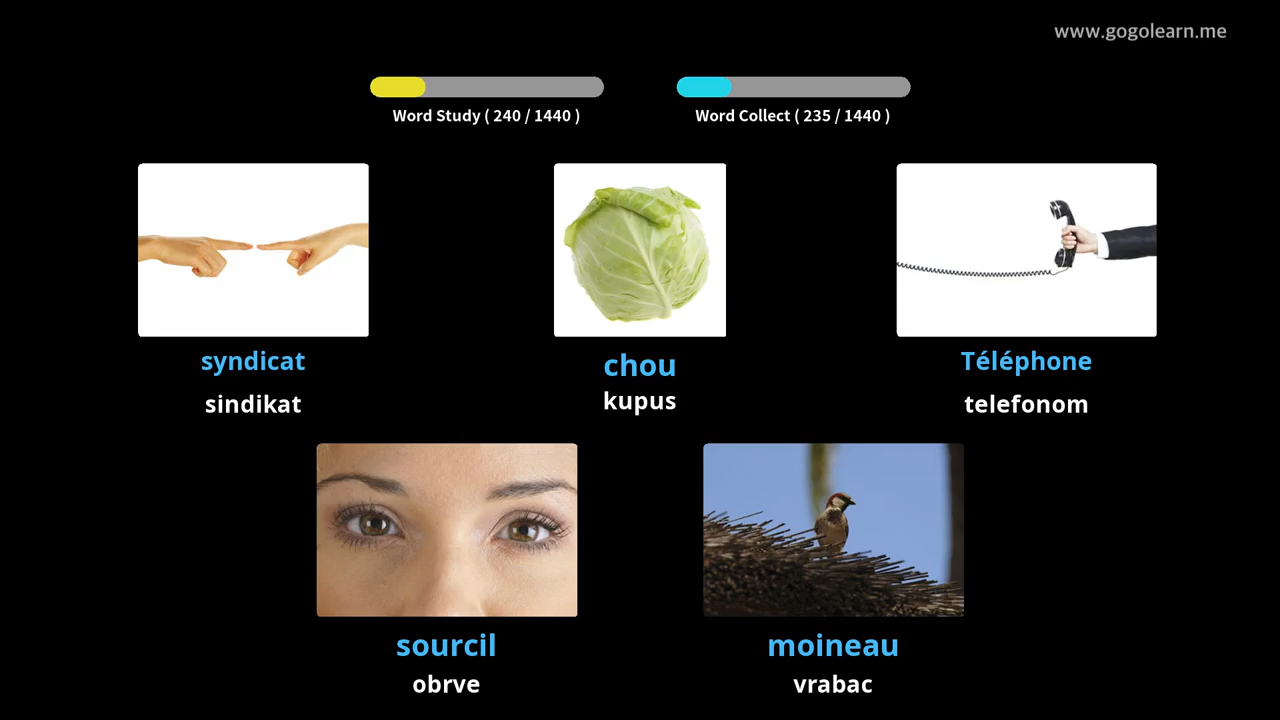 www.gogolearn.me
Word Study ( 240 / 1440 )
Word Collect ( 235 / 1440 )
syndicat
chou
Téléphone
sindikat
kupus
telefonom
sourcil
moineau
obrve
vrabac